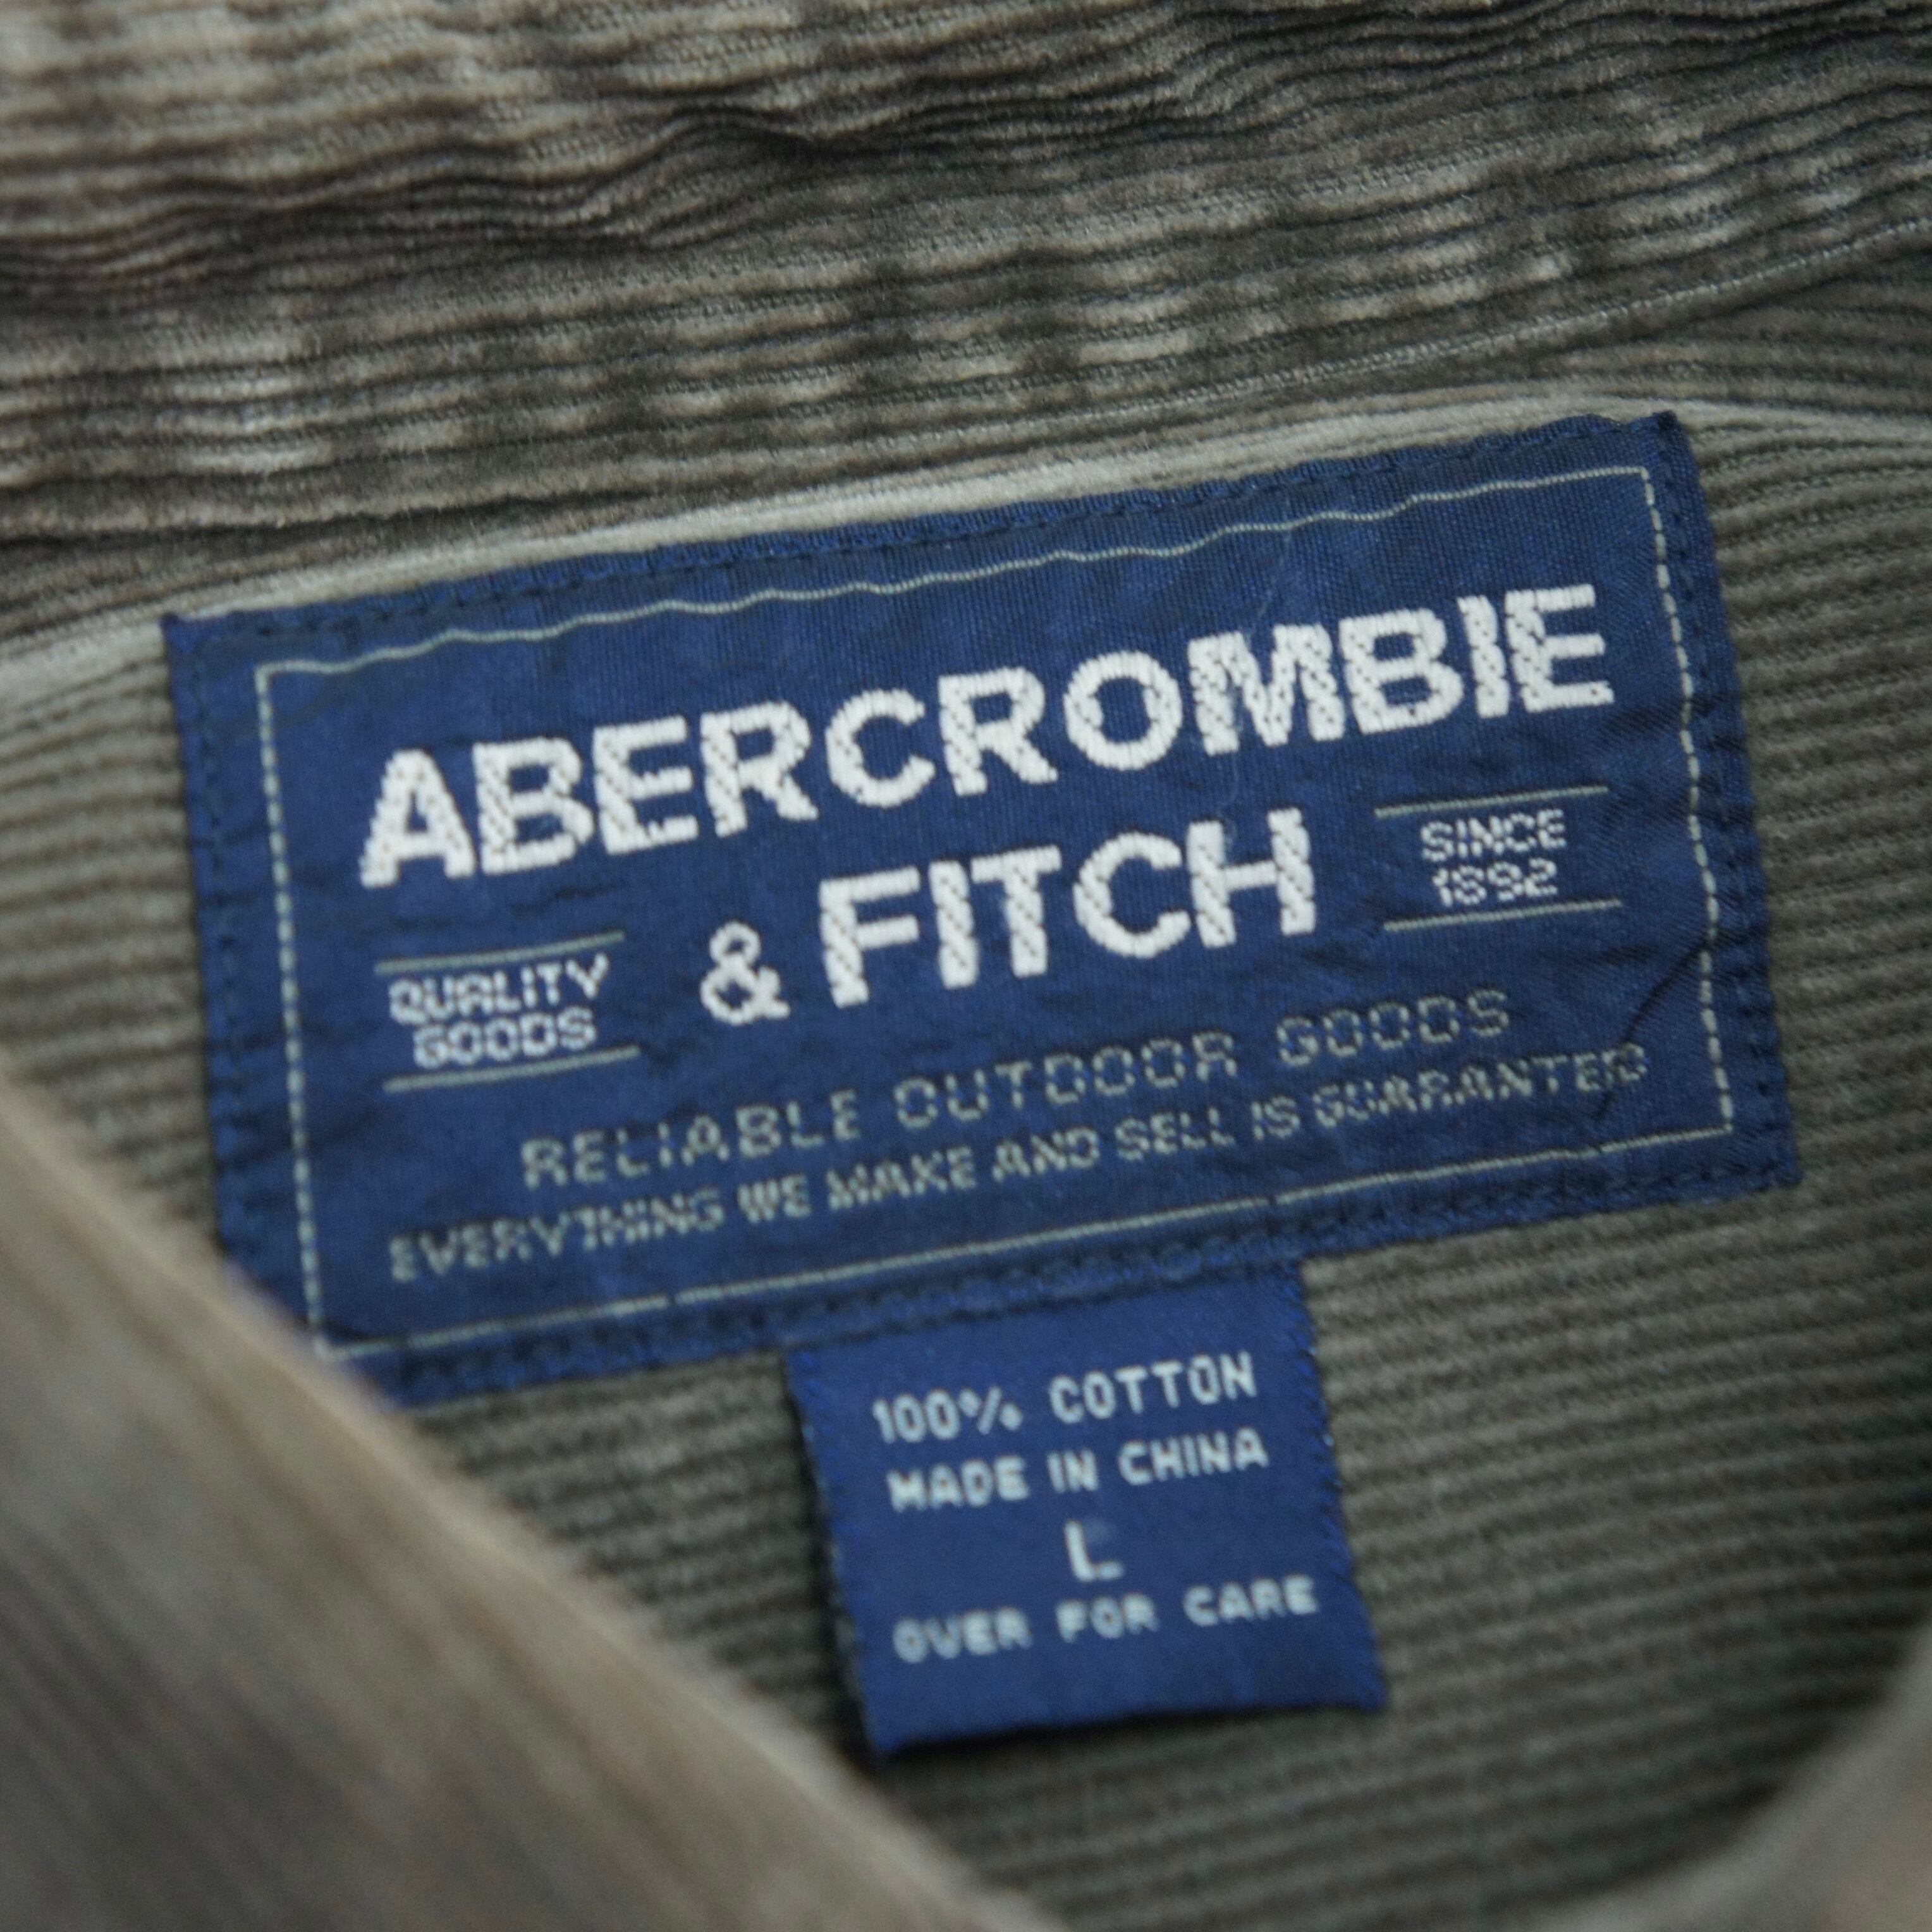 ABERCROMBIE
& FITCH
SINCE
1892
QUALITY
GOODS
RELIABLE OUTDOOR GOODS
EVERYTHING WE MAKE AND SELL IS GUARANTEED
100% COTTON
MADE IN CHINA
L
OVER FOR CARE